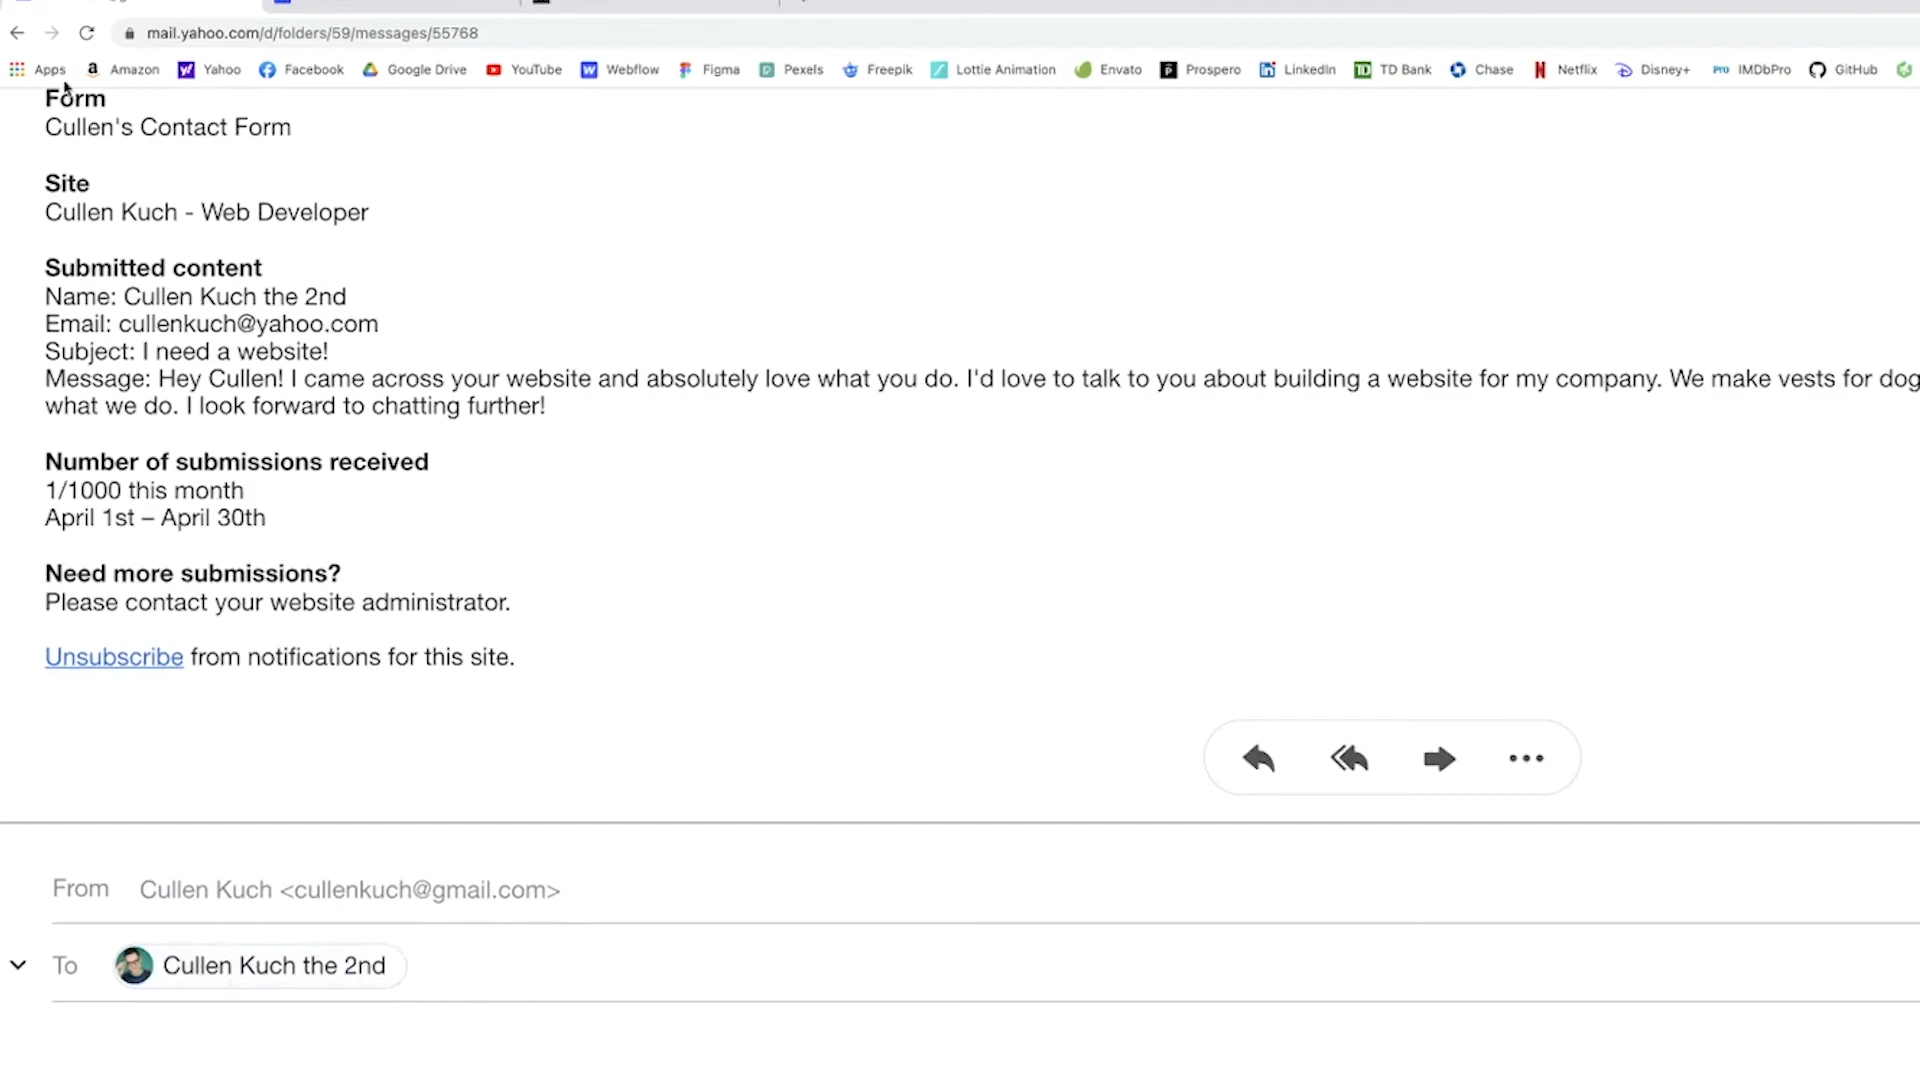 mail.yahoo.com/d/folders/59/messages/55768
Apps Amazon Yahoo Facebook Google Drive YouTube Webflow Figma Pexels Freepik Lottie Animation Envato Prospero LinkedIn TD Bank Chase Netflix Disney+ IMDbPro GitHub
Form
Cullen's Contact Form
Site
Cullen Kuch - Web Developer
Submitted content
Name: Cullen Kuch the 2nd
Email: cullenkuch@yahoo.com
Subject: I need a website!
Message: Hey Cullen! I came across your website and absolutely love what you do. I'd love to talk to you about building a website for my company. We make vests for dog
what we do. I look forward to chatting further!
Number of submissions received
1/1000 this month
April 1st – April 30th
Need more submissions?
Please contact your website administrator.
Unsubscribe from notifications for this site.
From Cullen Kuch <cullenkuch@gmail.com>
To Cullen Kuch the 2nd